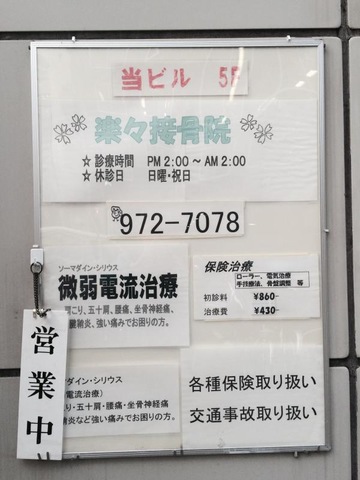 当ビル 5F
楽々接骨院
☆ 診療時間 PM 2:00 ～ AM 2:00
☆ 休診日 日曜・祝日
972-7078
ソーマダイン・シリウス
微弱電流治療
こり、五十肩、腰痛、坐骨神経痛、
腱鞘炎、強い痛みでお困りの方。
保険治療
ローラー、電気治療
手技療法、骨盤調整 等
初診料 ¥860-
治療費 ¥430-
営業中
マダイン・シリウス
電流治療）
り・五十肩・腰痛・坐骨神経痛
鞘炎など強い痛みでお困りの方。
各種保険取り扱い
交通事故取り扱い